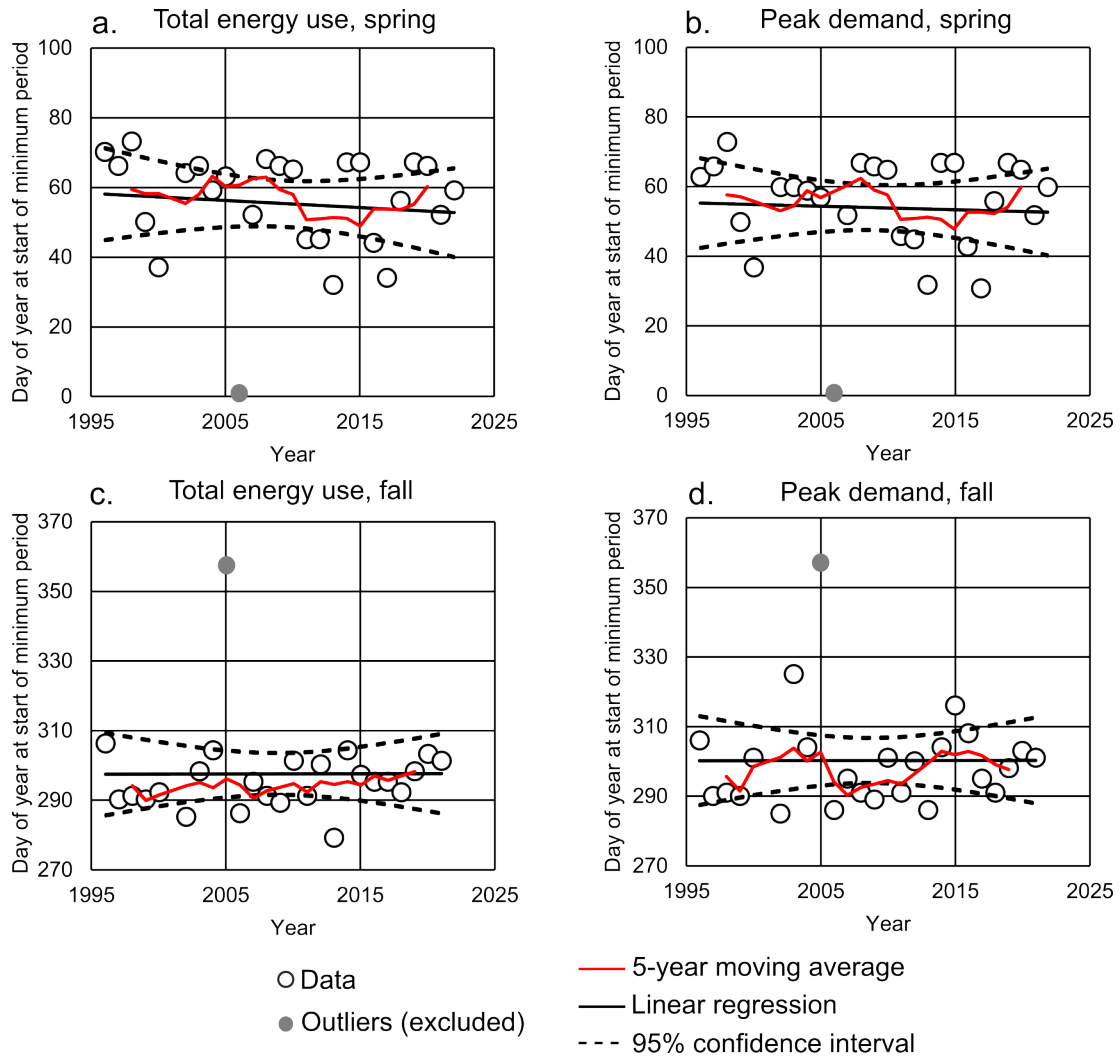 a. Total energy use, spring
Day of year at start of minimum period
100
80
60
40
20
0
1995 2005 2015 2025
Year
b. Peak demand, spring
Day of year at start of minimum period
100
80
60
40
20
0
1995 2005 2015 2025
Year
c. Total energy use, fall
Day of year at start of minimum period
370
350
330
310
290
270
1995 2005 2015 2025
Year
d. Peak demand, fall
Day of year at start of minimum period
370
350
330
310
290
270
1995 2005 2015 2025
Year
Data
Outliers (excluded)
5-year moving average
Linear regression
95% confidence interval